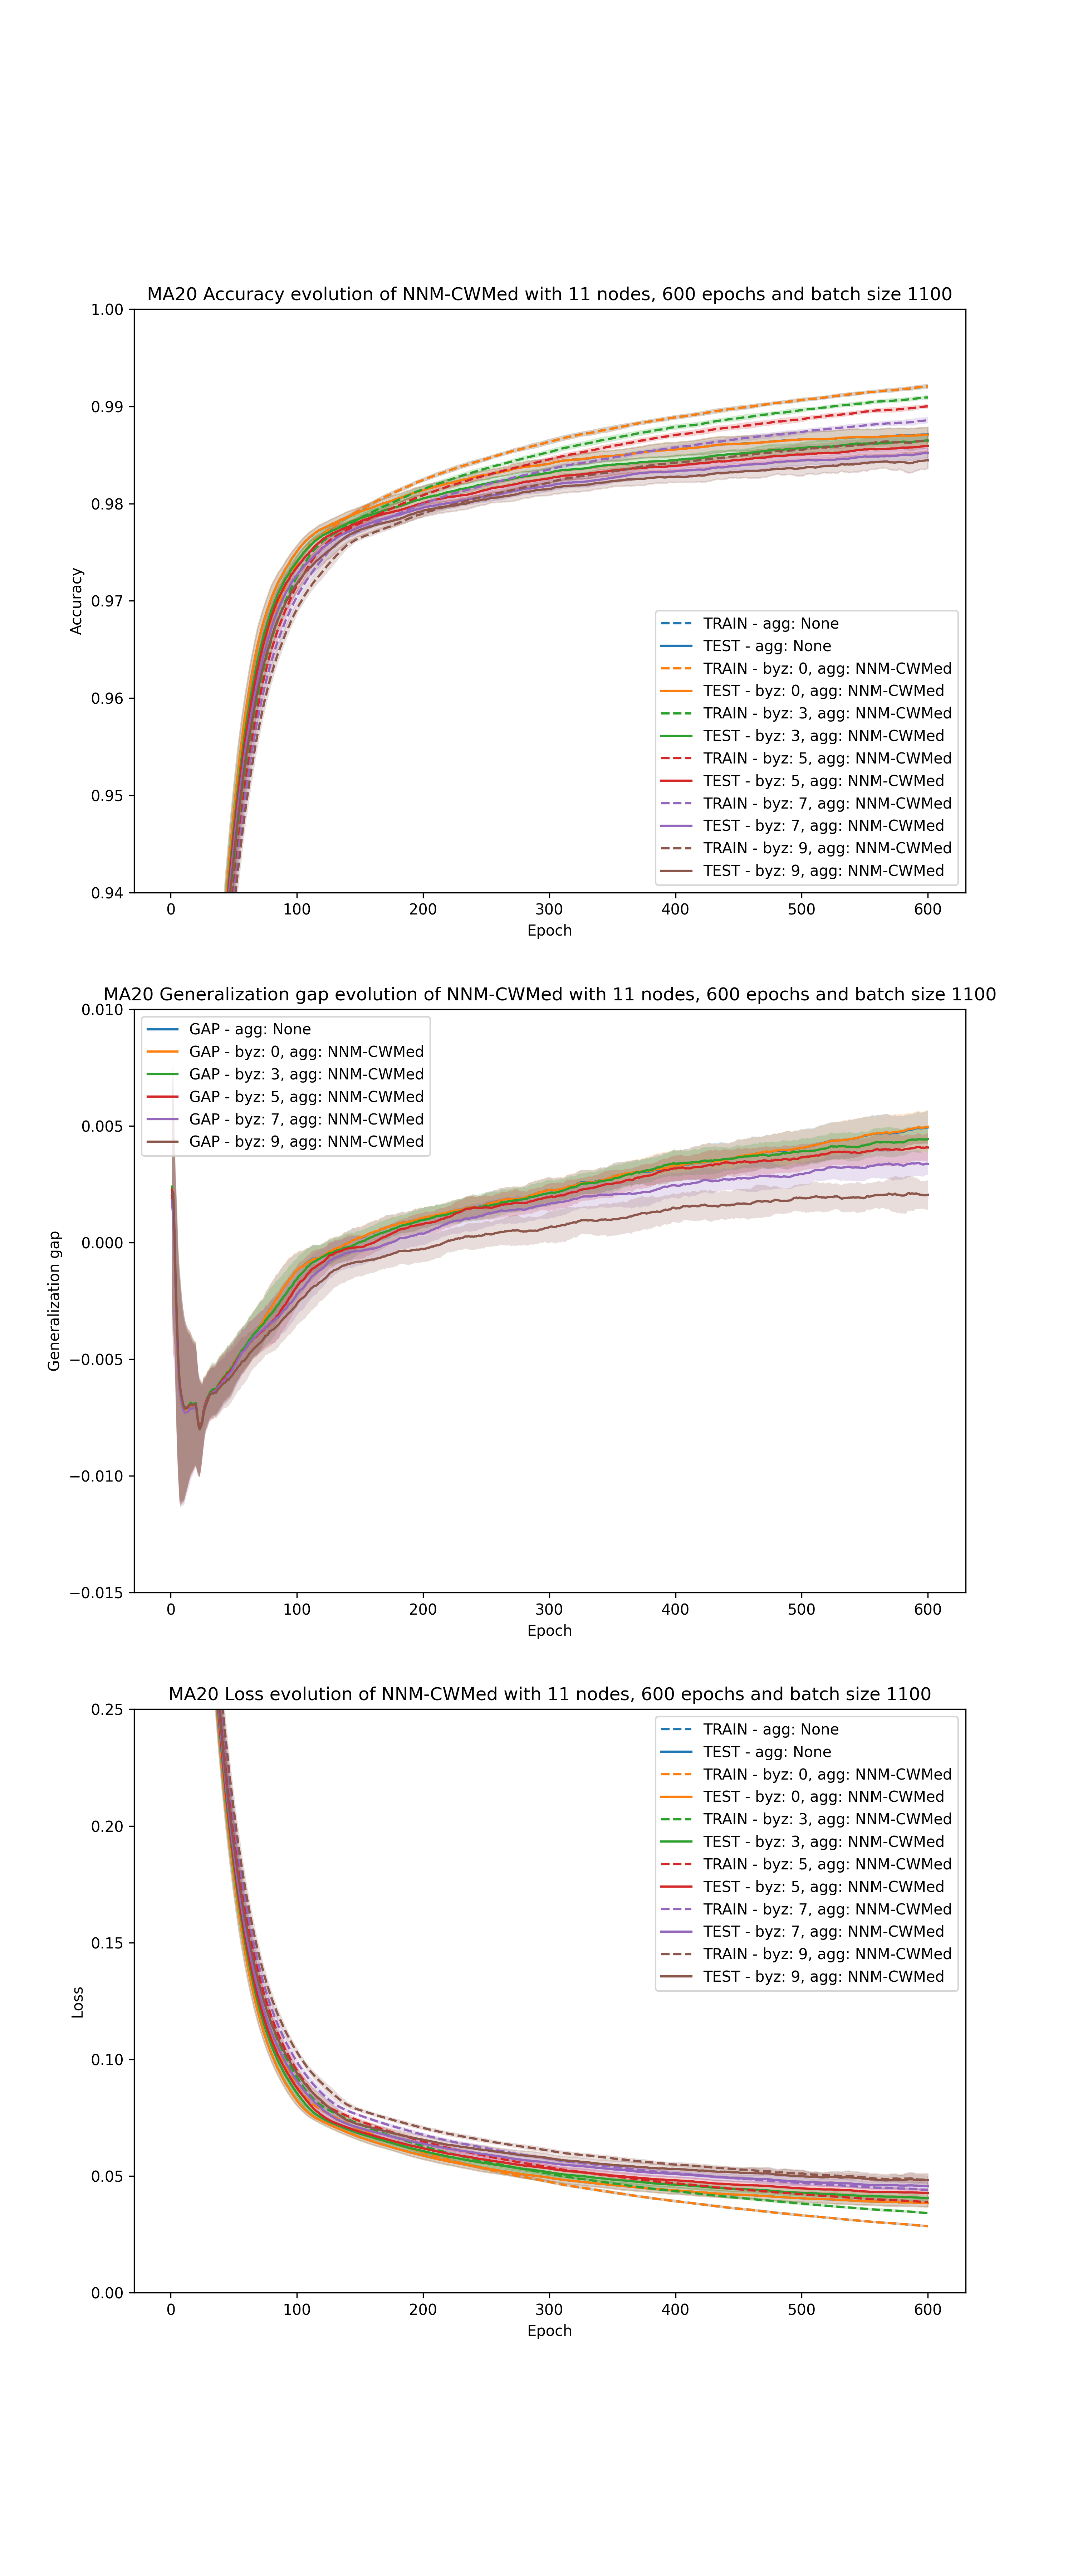 MA20 Accuracy evolution of NNM-CWMed with 11 nodes, 600 epochs and batch size 1100
1.00
0.99
0.98
0.97
0.96
0.95
0.94
Accuracy
TRAIN - agg: None
TEST - agg: None
TRAIN - byz: 0, agg: NNM-CWMed
TEST - byz: 0, agg: NNM-CWMed
TRAIN - byz: 3, agg: NNM-CWMed
TEST - byz: 3, agg: NNM-CWMed
TRAIN - byz: 5, agg: NNM-CWMed
TEST - byz: 5, agg: NNM-CWMed
TRAIN - byz: 7, agg: NNM-CWMed
TEST - byz: 7, agg: NNM-CWMed
TRAIN - byz: 9, agg: NNM-CWMed
TEST - byz: 9, agg: NNM-CWMed
0 100 200 300 400 500 600
Epoch
MA20 Generalization gap evolution of NNM-CWMed with 11 nodes, 600 epochs and batch size 1100
0.010
0.005
0.000
−0.005
−0.010
−0.015
Generalization gap
GAP - agg: None
GAP - byz: 0, agg: NNM-CWMed
GAP - byz: 3, agg: NNM-CWMed
GAP - byz: 5, agg: NNM-CWMed
GAP - byz: 7, agg: NNM-CWMed
GAP - byz: 9, agg: NNM-CWMed
0 100 200 300 400 500 600
Epoch
MA20 Loss evolution of NNM-CWMed with 11 nodes, 600 epochs and batch size 1100
0.25
0.20
0.15
0.10
0.05
0.00
Loss
TRAIN - agg: None
TEST - agg: None
TRAIN - byz: 0, agg: NNM-CWMed
TEST - byz: 0, agg: NNM-CWMed
TRAIN - byz: 3, agg: NNM-CWMed
TEST - byz: 3, agg: NNM-CWMed
TRAIN - byz: 5, agg: NNM-CWMed
TEST - byz: 5, agg: NNM-CWMed
TRAIN - byz: 7, agg: NNM-CWMed
TEST - byz: 7, agg: NNM-CWMed
TRAIN - byz: 9, agg: NNM-CWMed
TEST - byz: 9, agg: NNM-CWMed
0 100 200 300 400 500 600
Epoch